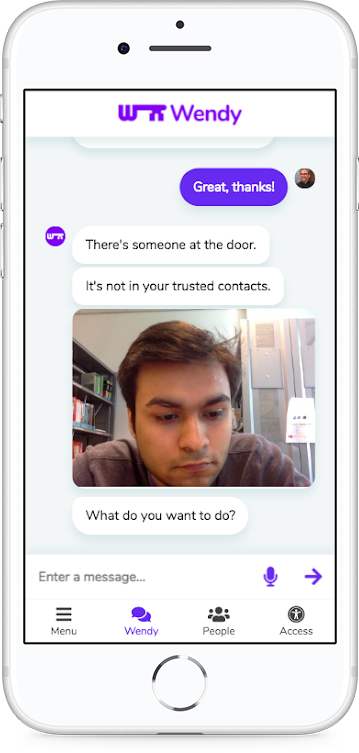 Wendy
Great, thanks!
There's someone at the door.
It's not in your trusted contacts.
What do you want to do?
Enter a message...
Menu
Wendy
People
Access